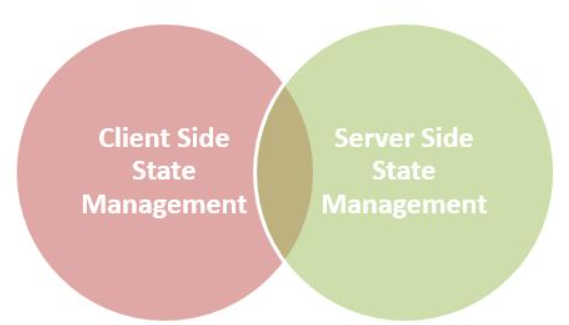 Client Side
State
Management
Server Side
State
Management